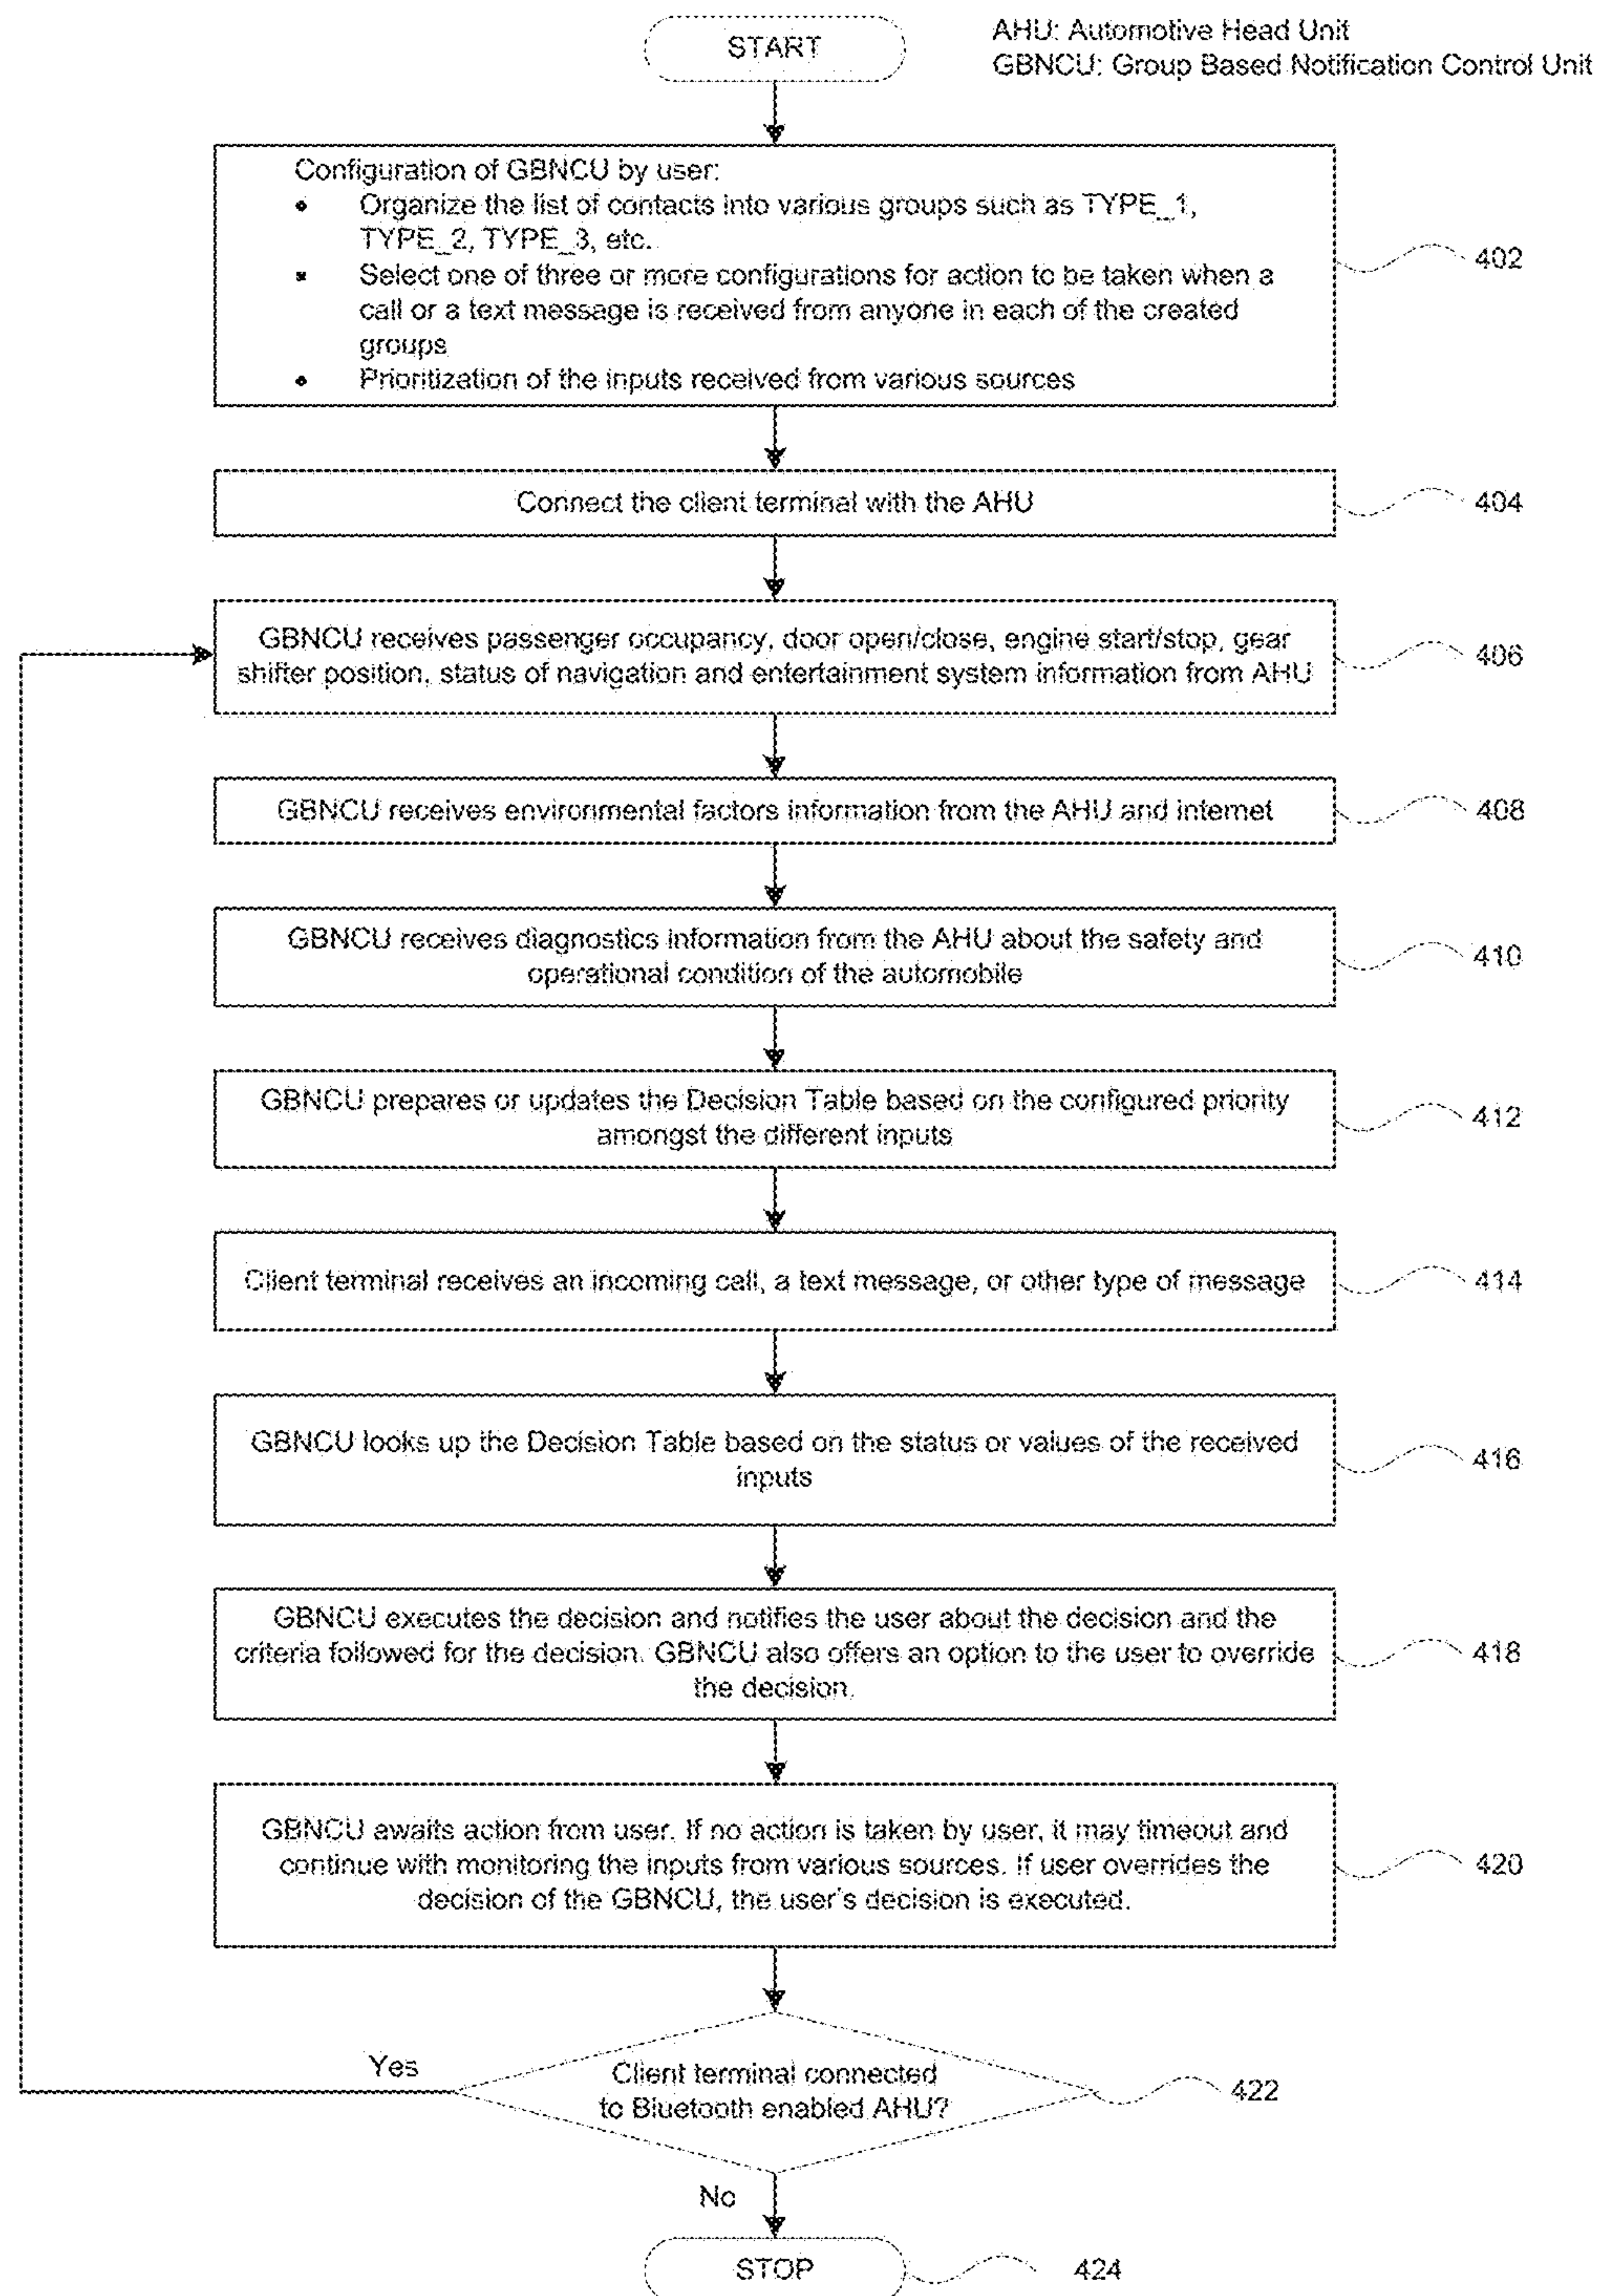 START
AHU: Automotive Head Unit
GBNCU: Group Based Notification Control Unit
Configuration of GBNCU by user:
• Organize the list of contacts into various groups such as TYPE_1,
TYPE_2, TYPE_3, etc.
• Select one of three or more configurations for action to be taken when a
call or a text message is received from anyone in each of the created
groups
• Prioritization of the inputs received from various sources
402
Connect the client terminal with the AHU
404
GBNCU receives passenger occupancy, door open/close, engine start/stop, gear
shifter position, status of navigation and entertainment system information from AHU
406
GBNCU receives environmental factors information from the AHU and internet
408
GBNCU receives diagnostics information from the AHU about the safety and
operational condition of the automobile
410
GBNCU prepares or updates the Decision Table based on the configured priority
amongst the different inputs
412
Client terminal receives an incoming call, a text message, or other type of message
414
GBNCU looks up the Decision Table based on the status or values of the received
inputs
416
GBNCU executes the decision and notifies the user about the decision and the
criteria followed for the decision. GBNCU also offers an option to the user to override
the decision.
418
GBNCU awaits action from user. If no action is taken by user, it may timeout and
continue with monitoring the inputs from various sources. If user overrides the
decision of the GBNCU, the user's decision is executed.
420
Yes
Client terminal connected
to Bluetooth enabled AHU?
422
No
STOP
424